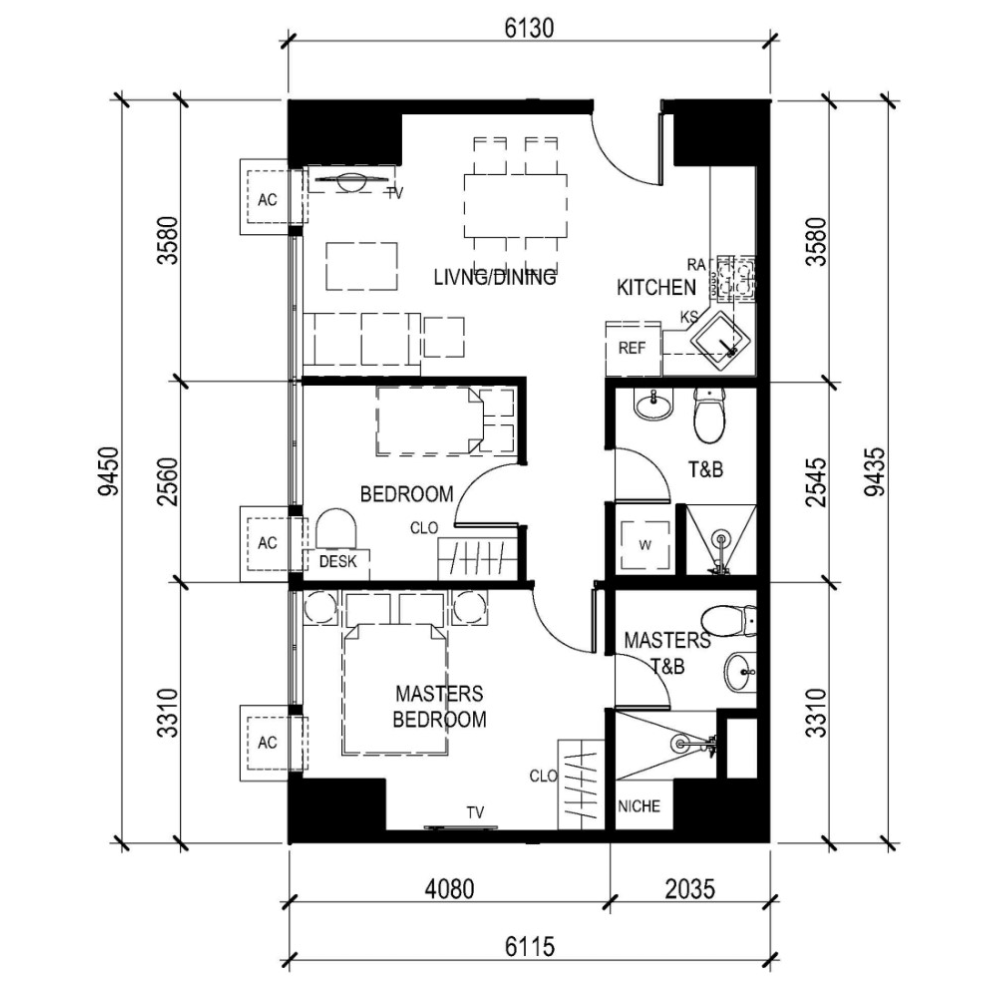 6130
AC
TV
3580
3580
LIVNG/DINING
RA
KITCHEN
KS
REF
9450
2560
BEDROOM
T&B
2545
9435
CLO
AC
DESK
W
MASTERS
T&B
3310
MASTERS
BEDROOM
3310
AC
CLO
TV
NICHE
4080
2035
6115